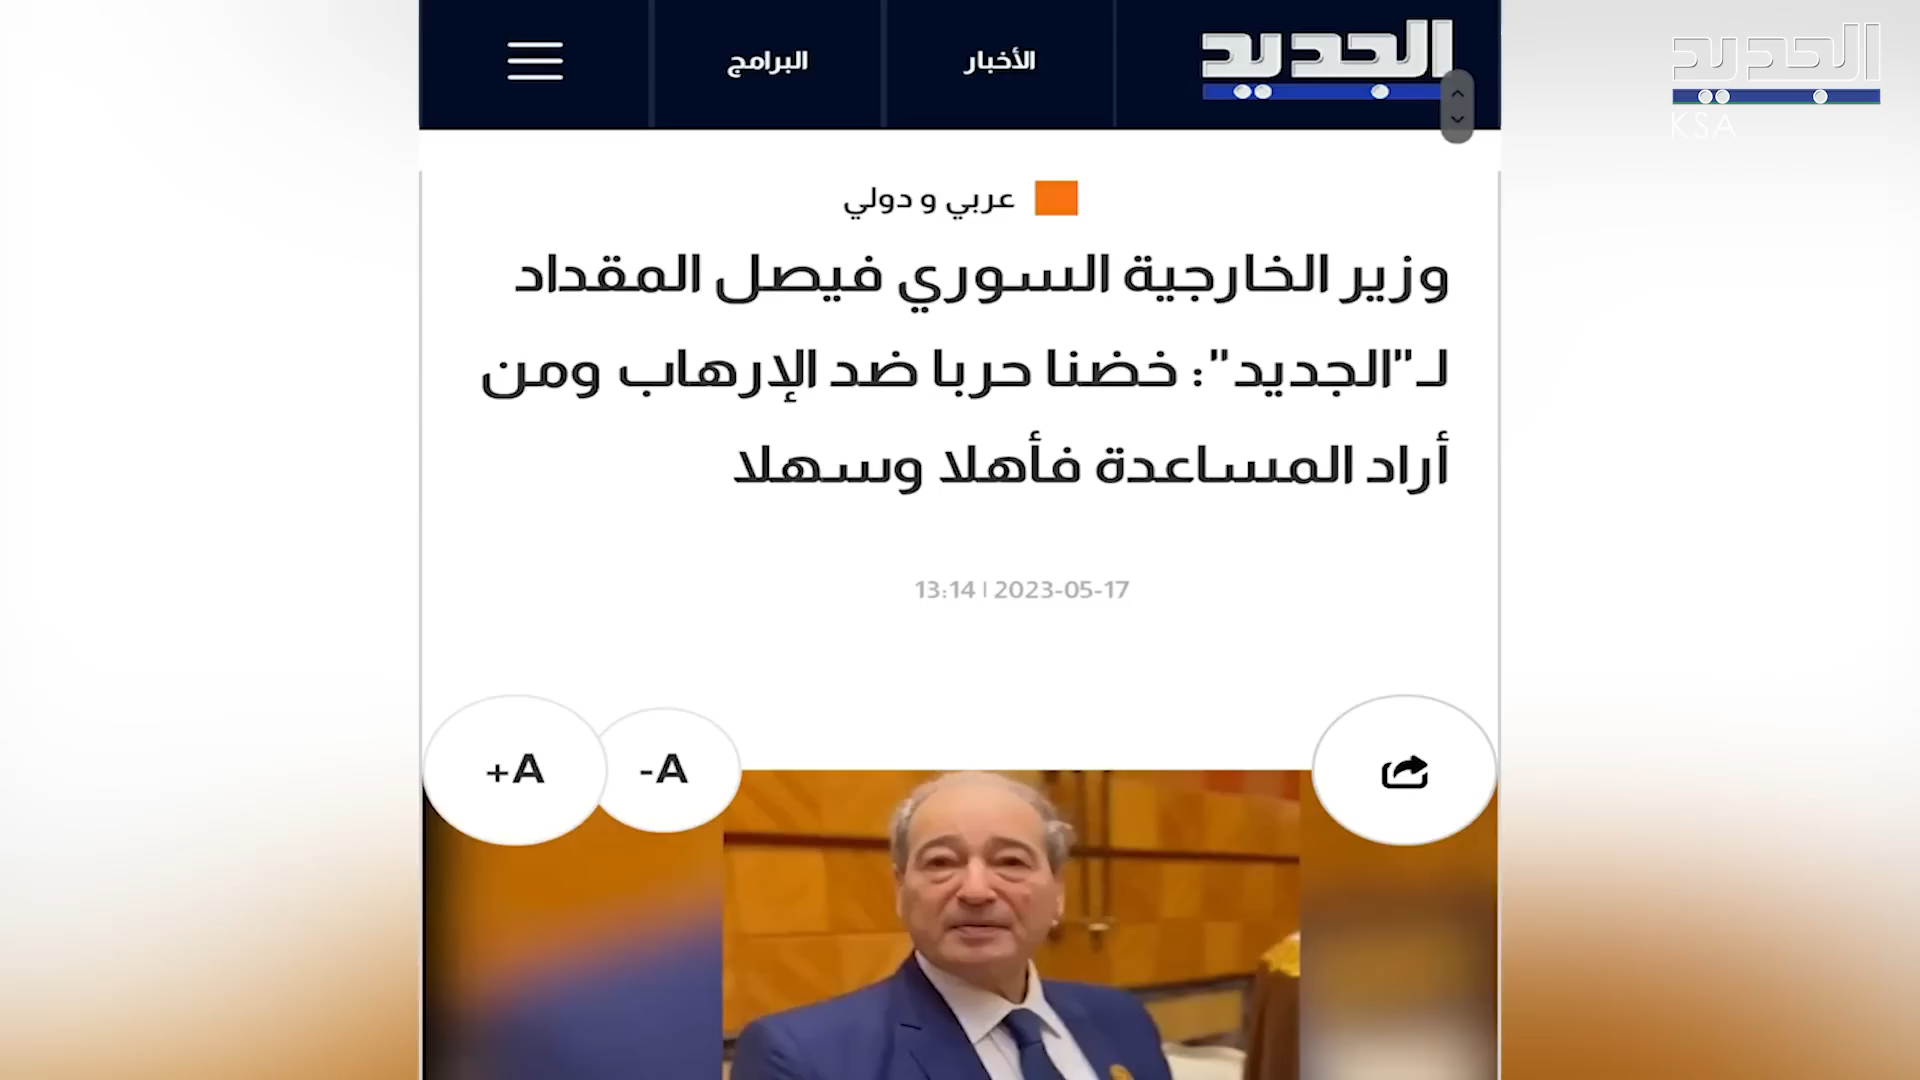 الجديد
الأخبار
البرامج
الجديد
KSA
عربي و دولي
وزير الخارجية السوري فيصل المقداد
لـ"الجديد": خضنا حربا ضد الإرهاب ومن
أراد المساعدة فأهلا وسهلا
13:14 | 2023-05-17
+A
-A